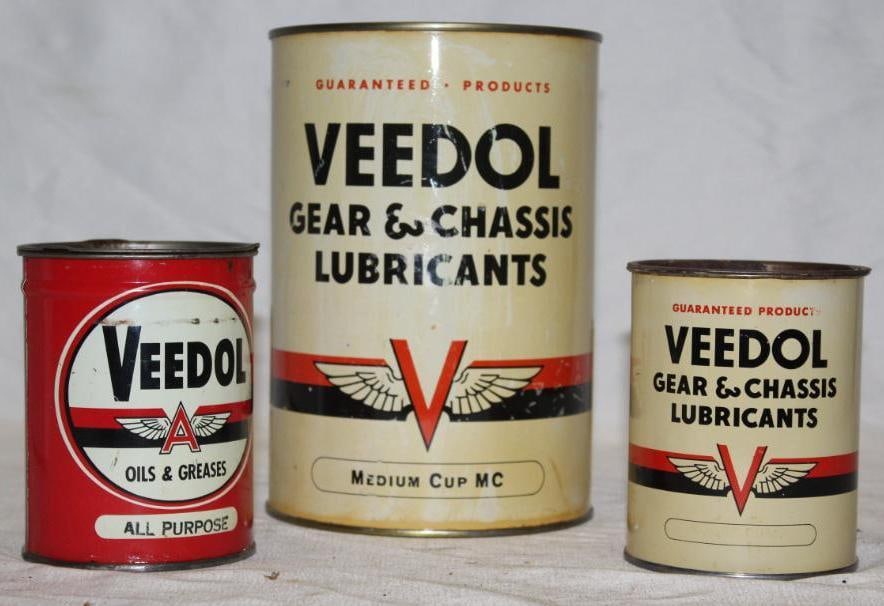 VEEDOL
A
OILS & GREASES
ALL PURPOSE
GUARANTEED · PRODUCTS
VEEDOL
GEAR & CHASSIS
LUBRICANTS
V
MEDIUM CUP MC
GUARANTEED PRODUCTS
VEEDOL
GEAR & CHASSIS
LUBRICANTS
V